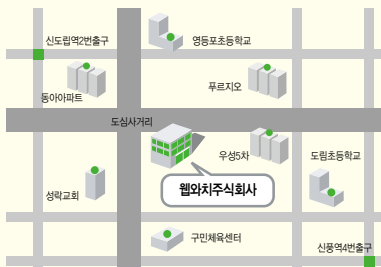 신도림역2번출구
영등포초등학교
동아아파트
푸르지오
도심사거리
우성5차
도림초등학교
성락교회
웹와치주식회사
구민체육센터
신풍역4번출구